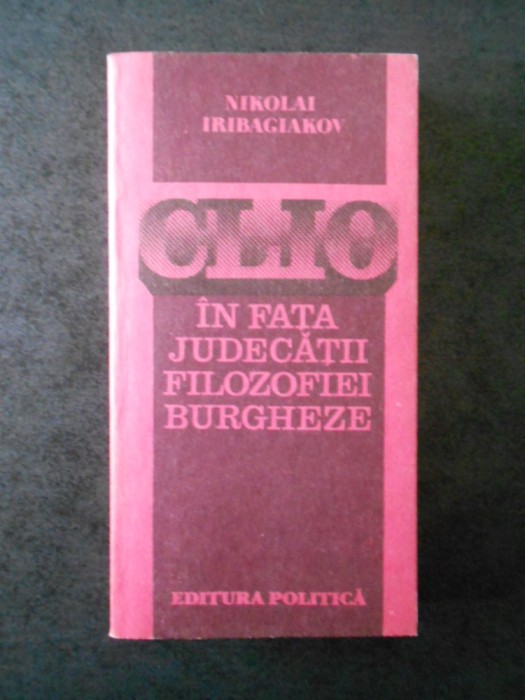 NIKOLAI
IRIBAGIAKOV
CLIO
ÎN FAȚA
JUDECĂȚII
FILOZOFIEI
BURGHEZE
EDITURA POLITICĂ